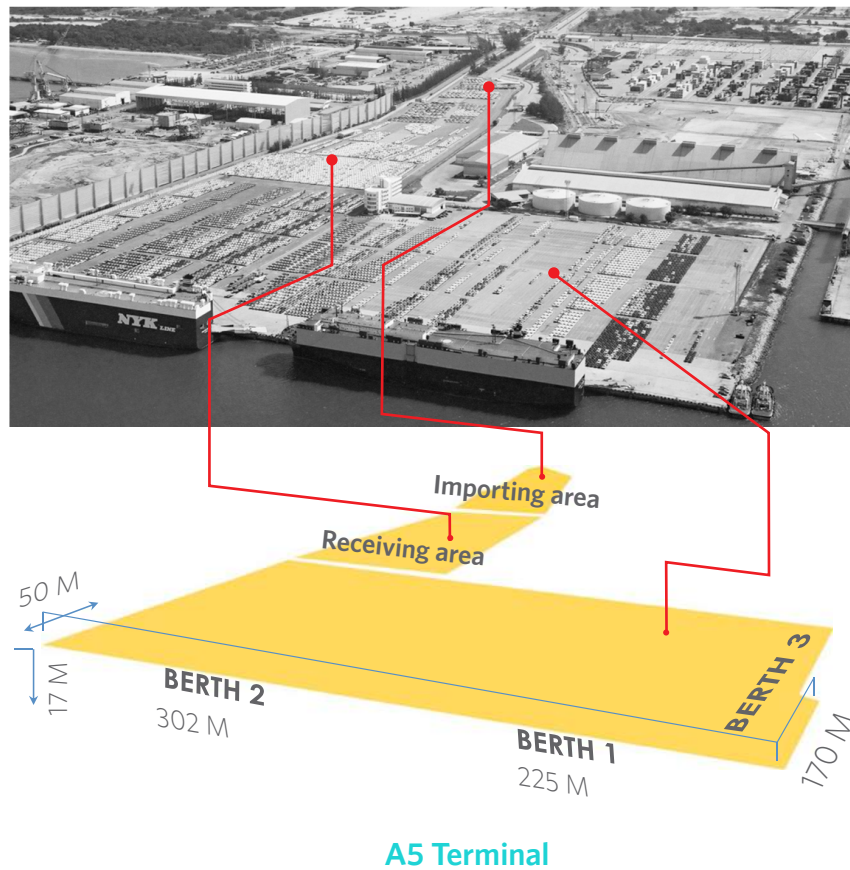 NYK LINE
Importing area
Receiving area
50 M
17 M
BERTH 2
302 M
BERTH 1
225 M
BERTH 3
170 M
A5 Terminal